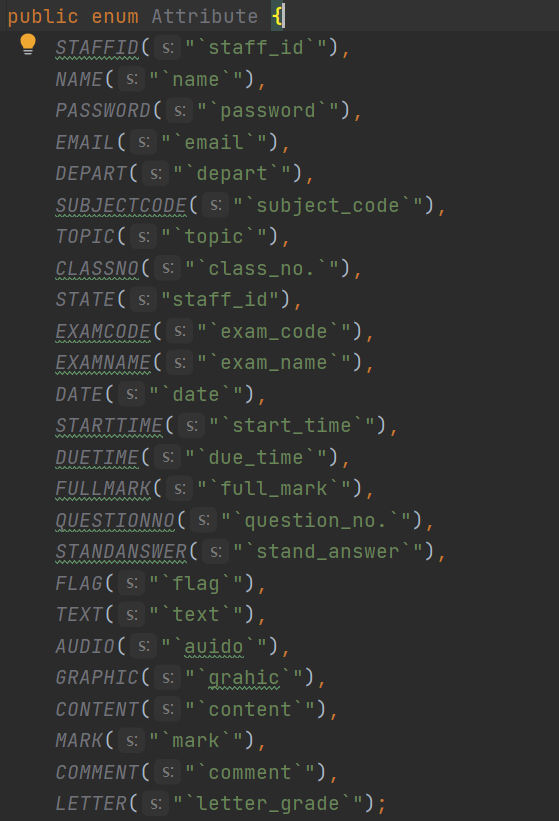 public enum Attribute {
STAFFID( s: "`staff_id`"),
NAME( s: "`name`"),
PASSWORD( s: "`password`"),
EMAIL( s: "`email`"),
DEPART( s: "`depart`"),
SUBJECTCODE( s: "`subject_code`"),
TOPIC( s: "`topic`"),
CLASSNO( s: "`class_no.`"),
STATE( s: "staff_id"),
EXAMCODE( s: "`exam_code`"),
EXAMNAME( s: "`exam_name`"),
DATE( s: "`date`"),
STARTTIME( s: "`start_time`"),
DUETIME( s: "`due_time`"),
FULLMARK( s: "`full_mark`"),
QUESTIONNO( s: "`question_no.`"),
STANDANSWER( s: "`stand_answer`"),
FLAG( s: "`flag`"),
TEXT( s: "`text`"),
AUDIO( s: "`auido`"),
GRAPHIC( s: "`grahic`"),
CONTENT( s: "`content`"),
MARK( s: "`mark`"),
COMMENT( s: "`comment`"),
LETTER( s: "`letter_grade`");